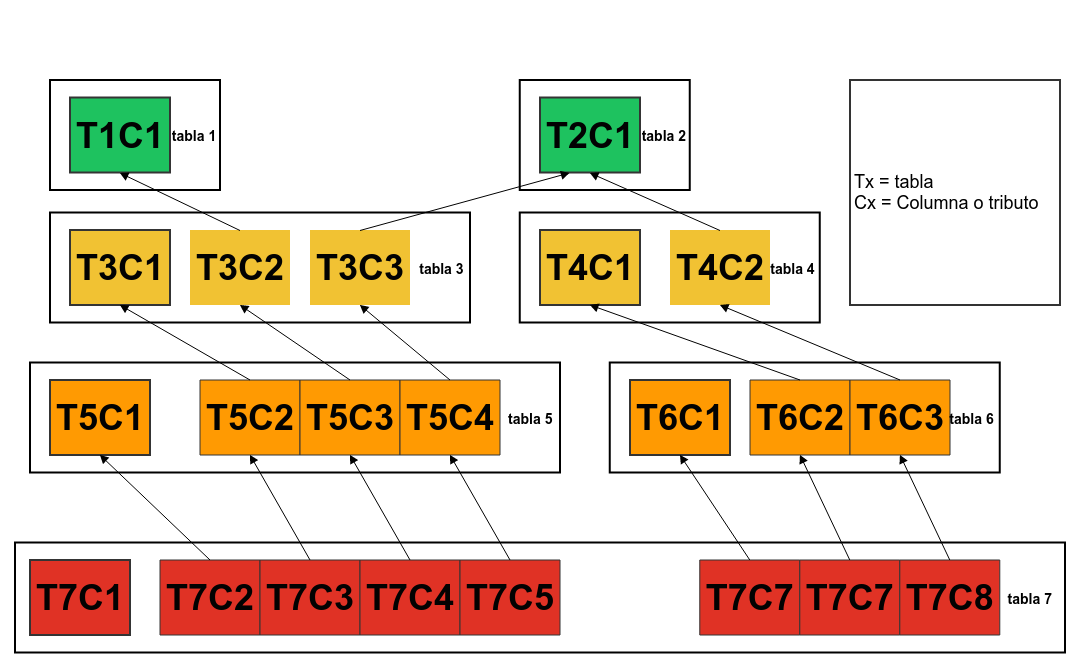 T1C1
tabla 1
T2C1
tabla 2
Tx = tabla
Cx = Columna o tributo
T3C1
T3C2
T3C3
tabla 3
T4C1
T4C2
tabla 4
T5C1
T5C2
T5C3
T5C4
tabla 5
T6C1
T6C2
T6C3
tabla 6
T7C1
T7C2
T7C3
T7C4
T7C5
T7C7
T7C7
T7C8
tabla 7